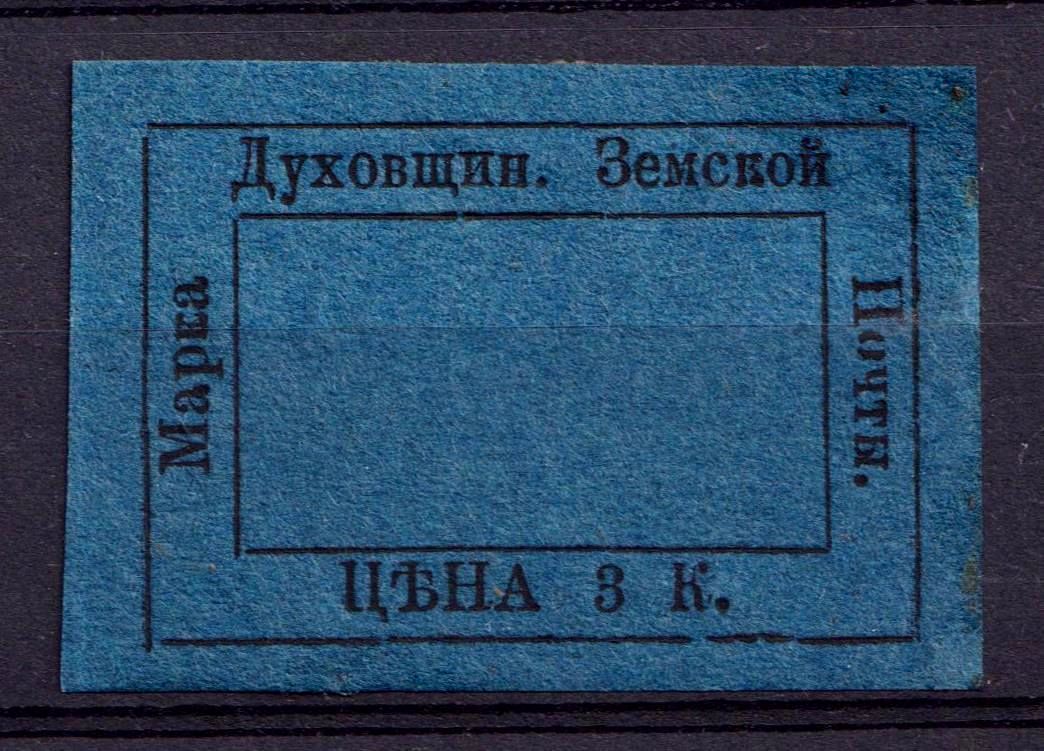 Марка
Духовщин. Земской
Почты.
ЦѢНА 3 К.